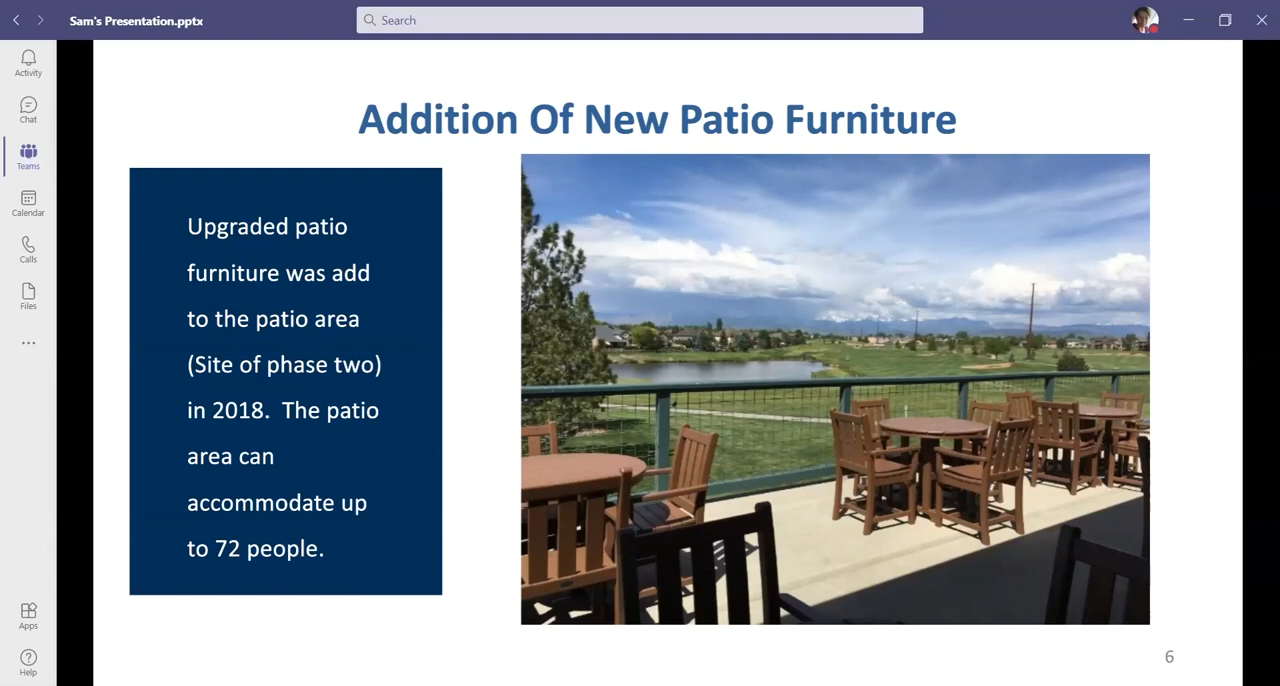 Sam's Presentation.pptx
Search
Activity
Chat
Teams
Calendar
Calls
Files
Apps
Help
Addition Of New Patio Furniture
Upgraded patio
furniture was add
to the patio area
(Site of phase two)
in 2018.  The patio
area can
accommodate up
to 72 people.
6